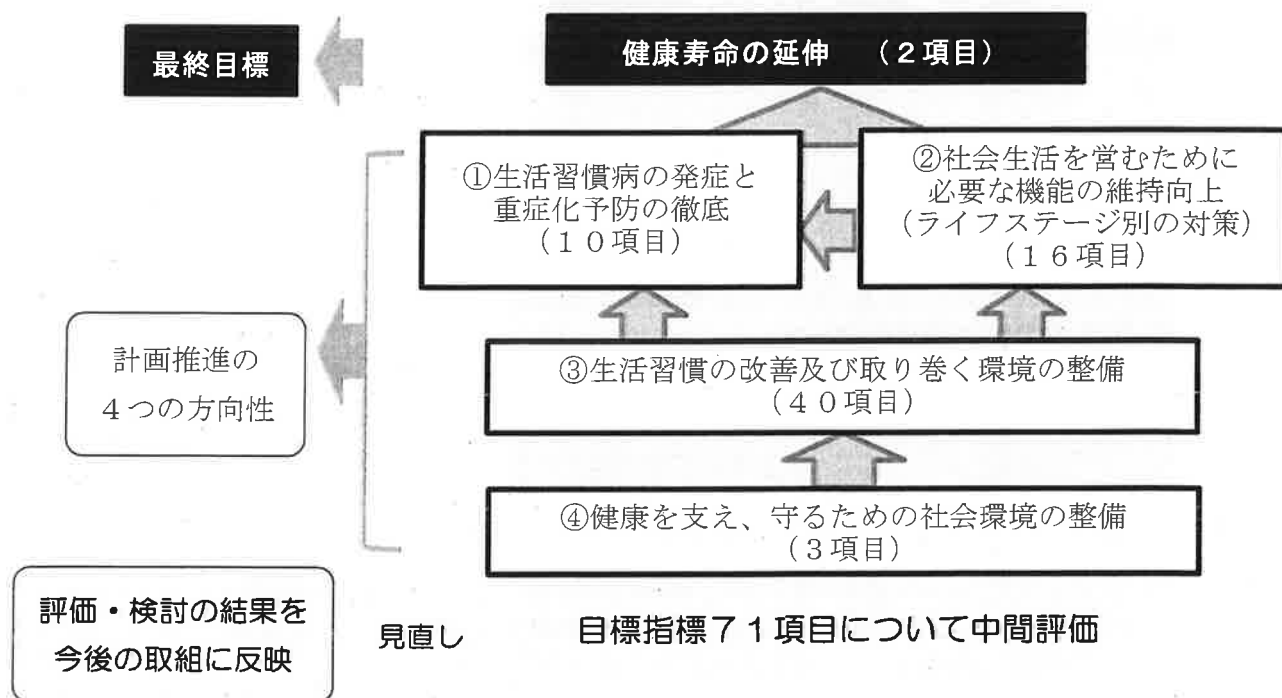 最終目標
健康寿命の延伸　（２項目）
①生活習慣病の発症と
重症化予防の徹底
（１０項目）
②社会生活を営むために
必要な機能の維持向上
（ライフステージ別の対策）
（１６項目）
計画推進の
４つの方向性
③生活習慣の改善及び取り巻く環境の整備
（４０項目）
④健康を支え、守るための社会環境の整備
（３項目）
評価・検討の結果を
今後の取組に反映
見直し
目標指標７１項目について中間評価